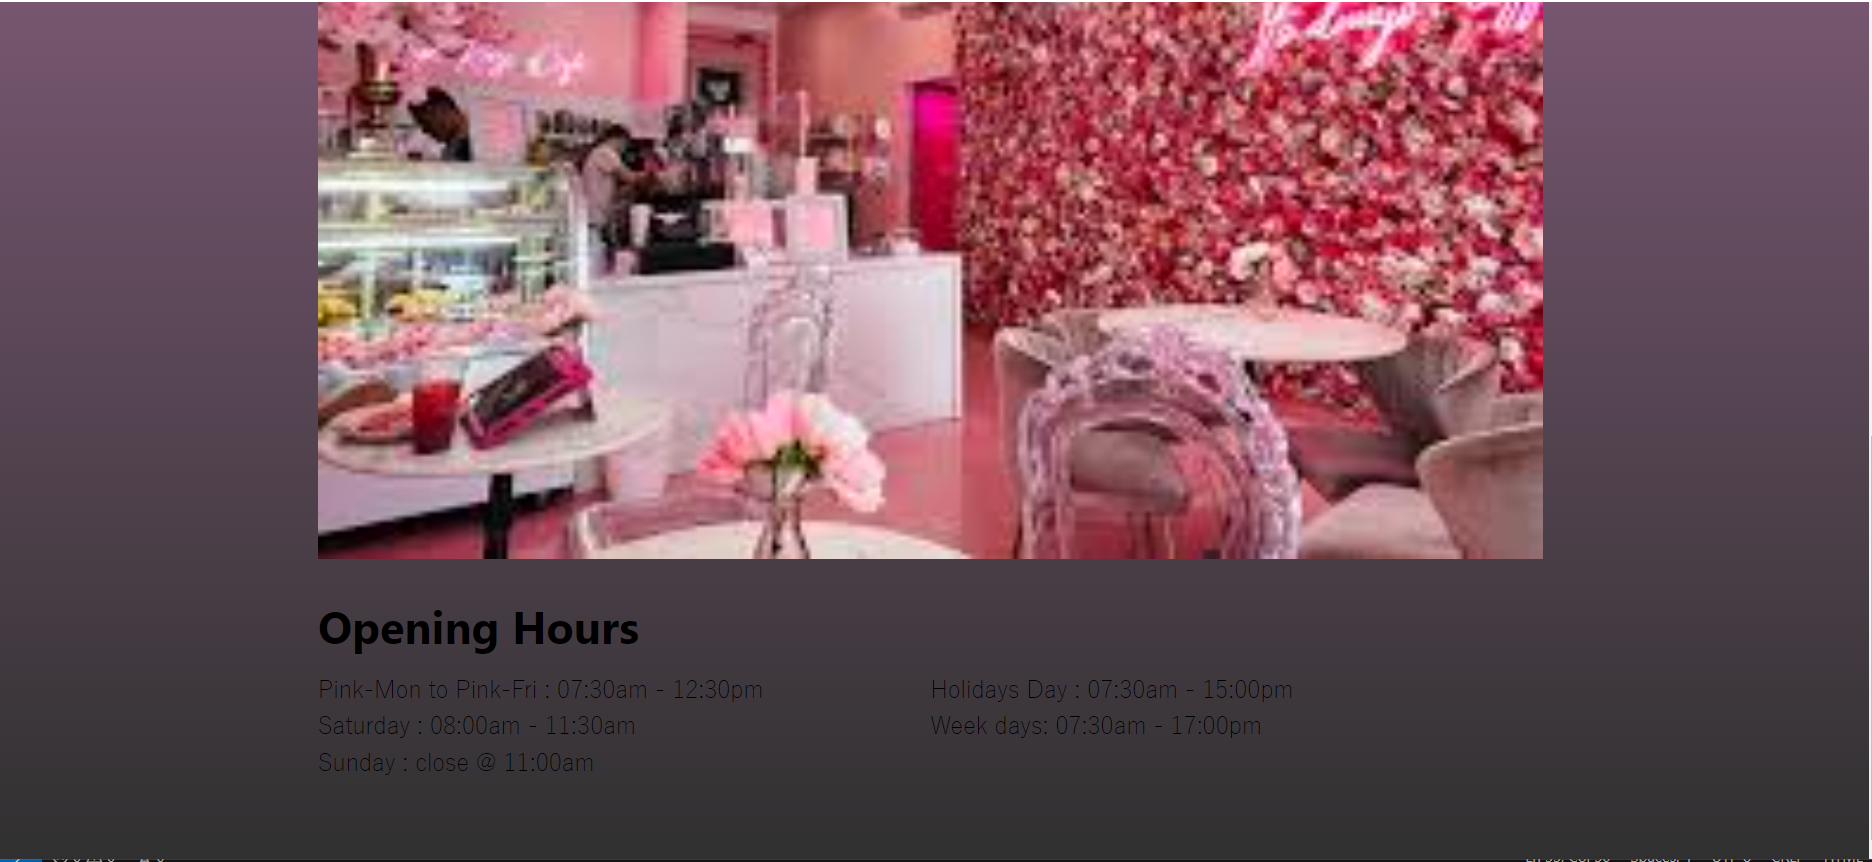 Opening Hours
Pink-Mon to Pink-Fri : 07:30am - 12:30pm
Saturday : 08:00am - 11:30am
Sunday : close @ 11:00am
Holidays Day : 07:30am - 15:00pm
Week days: 07:30am - 17:00pm